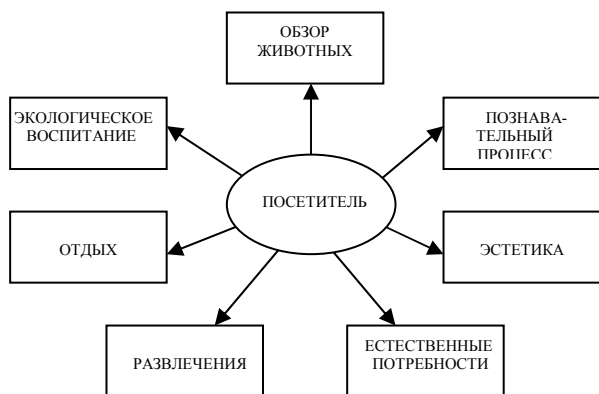 ОБЗОР
ЖИВОТНЫХ
ЭКОЛОГИЧЕСКОЕ
ВОСПИТАНИЕ
ПОЗНАВА-
ТЕЛЬНЫЙ
ПРОЦЕСС
ПОСЕТИТЕЛЬ
ОТДЫХ
ЭСТЕТИКА
РАЗВЛЕЧЕНИЯ
ЕСТЕСТВЕННЫЕ
ПОТРЕБНОСТИ